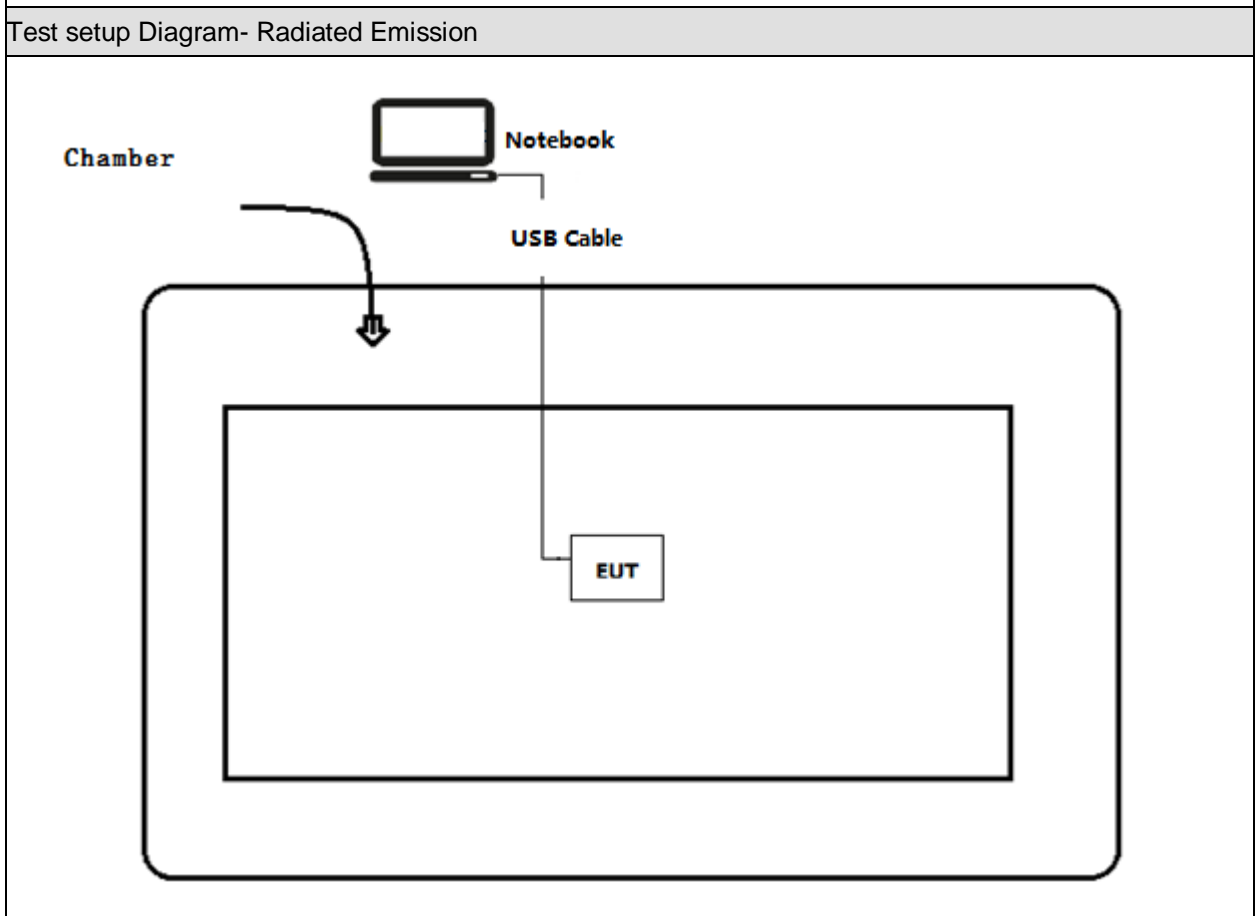 Test setup Diagram- Radiated Emission
Notebook
Chamber
USB Cable
EUT